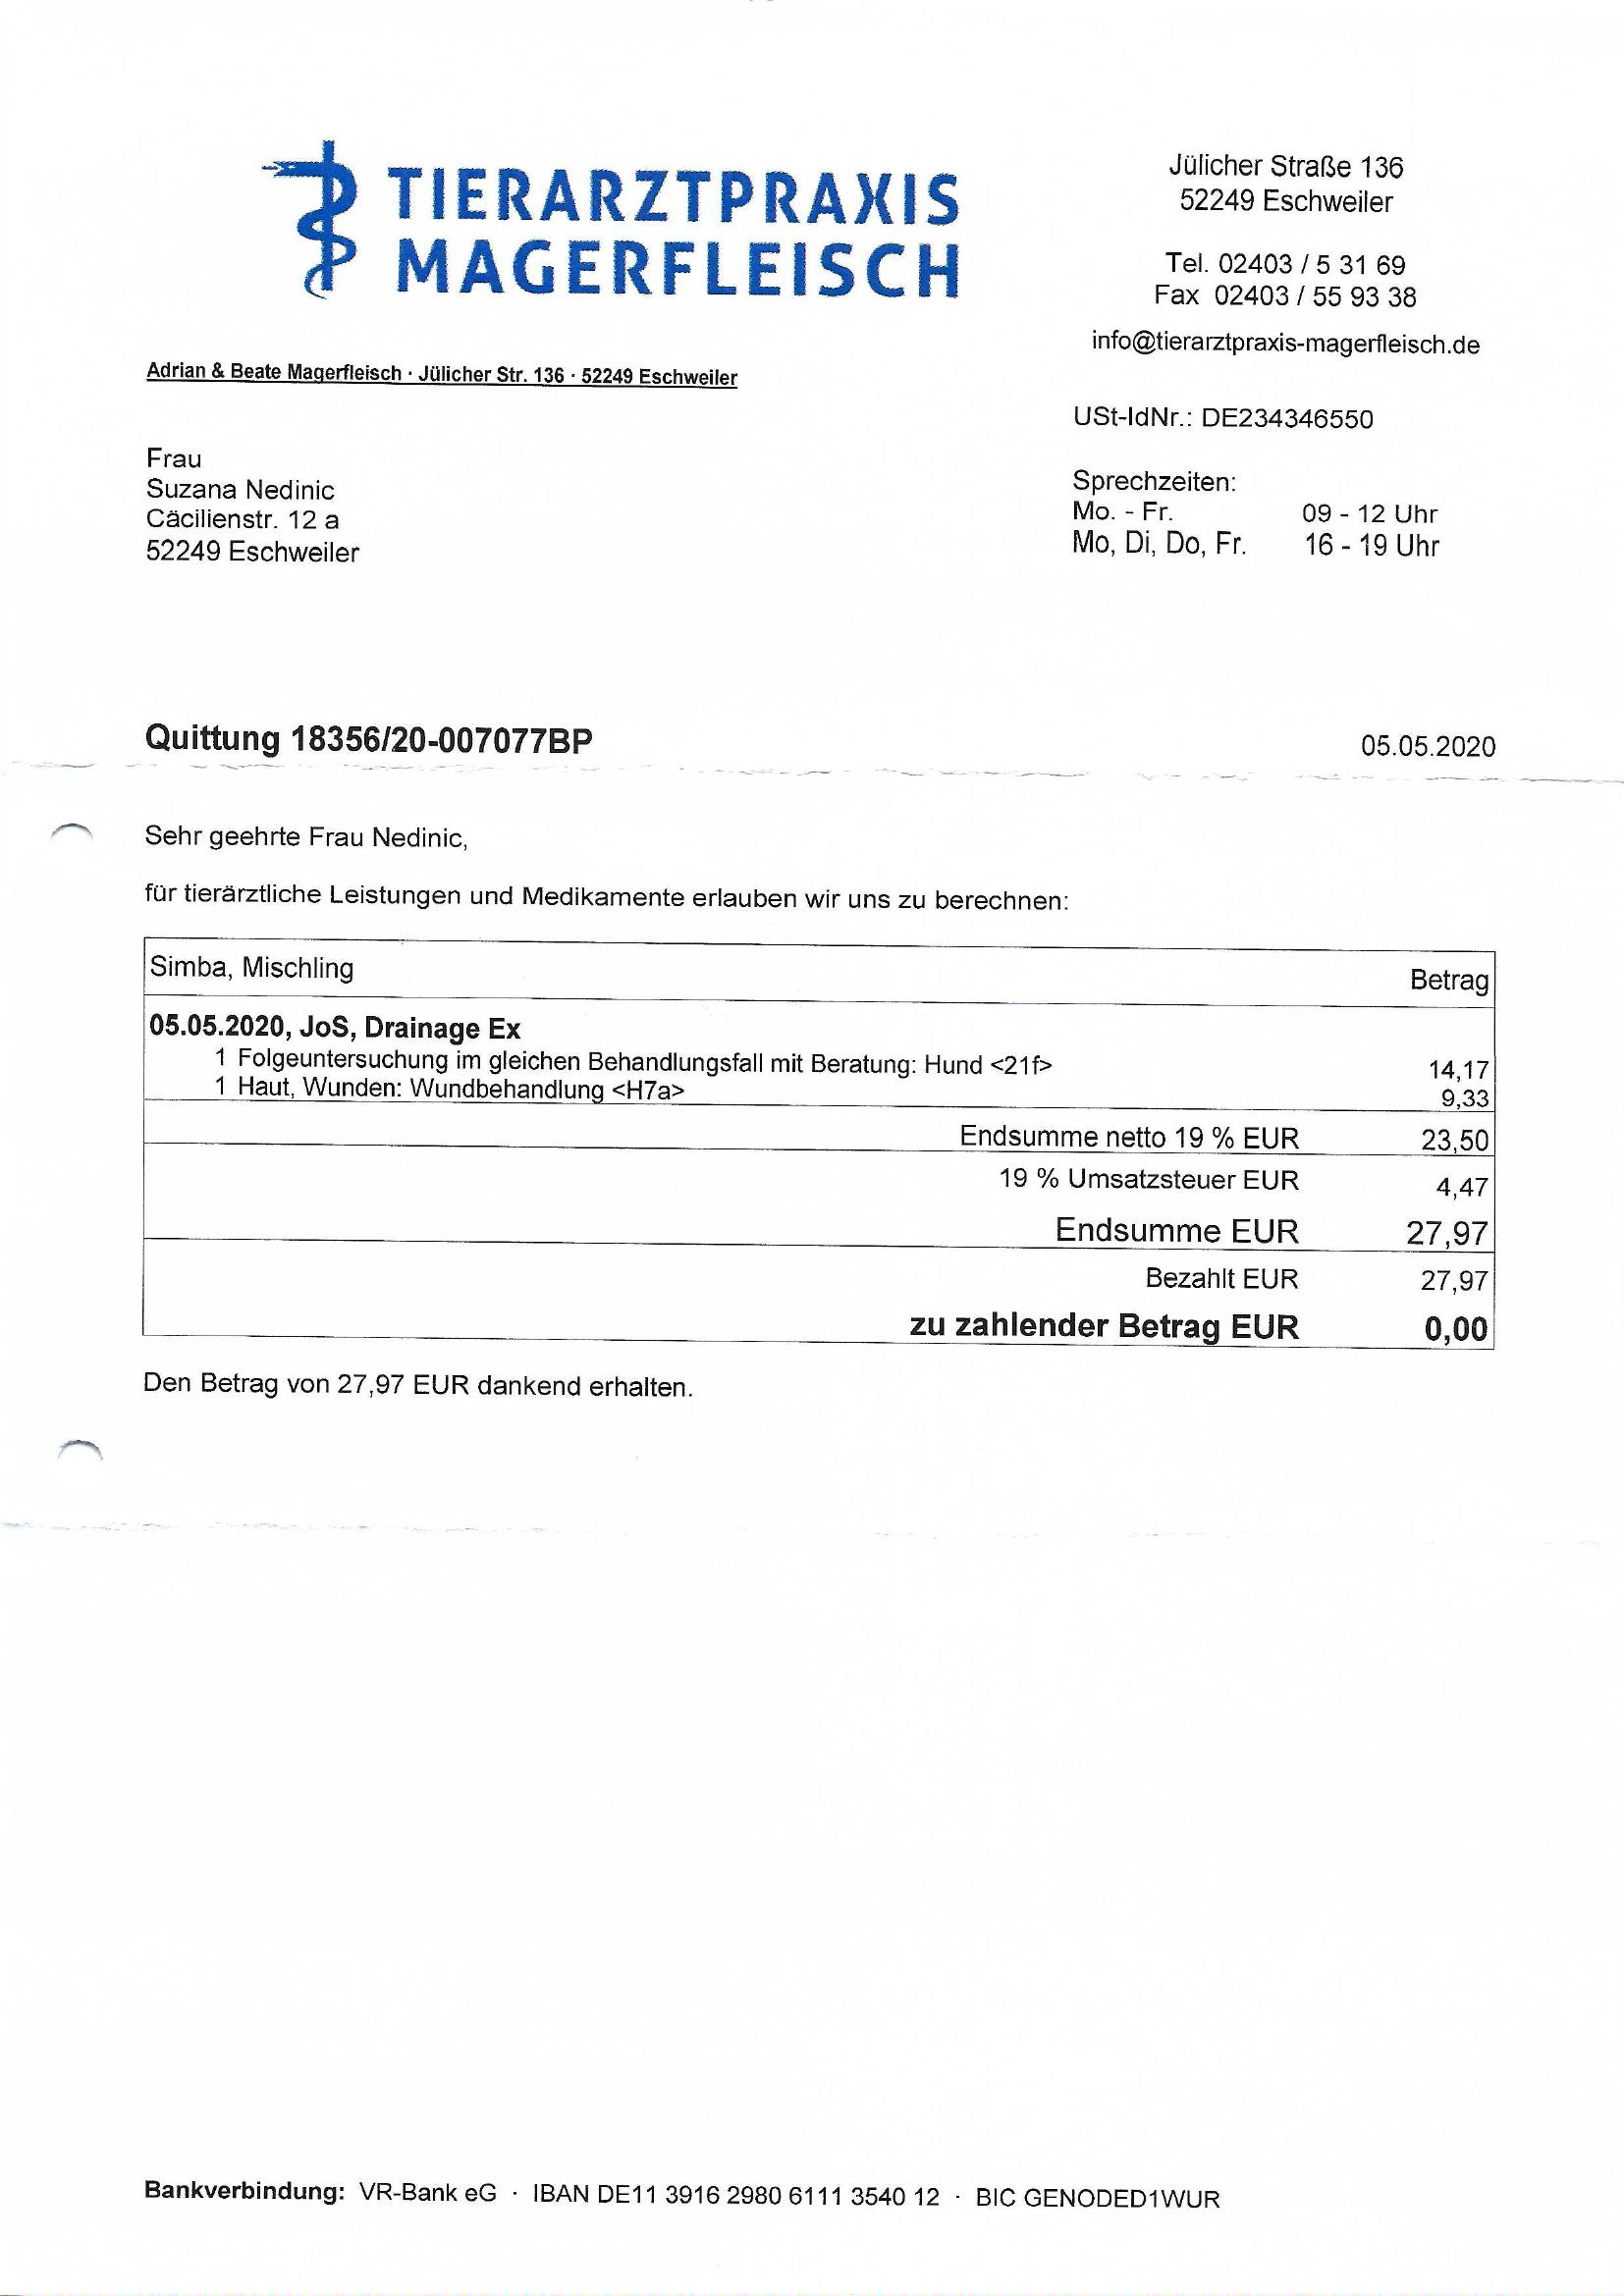 TIERARZTPRAXIS
MAGERFLEISCH
Jülicher Straße 136
52249 Eschweiler
Tel. 02403 / 5 31 69
Fax 02403 / 55 93 38
info@tierarztpraxis-magerfleisch.de
Adrian & Beate Magerfleisch · Jülicher Str. 136 · 52249 Eschweiler
USt-IdNr.: DE234346550
Frau
Suzana Nedinic
Cäcilienstr. 12 a
52249 Eschweiler
Sprechzeiten:
Mo. - Fr. 09 - 12 Uhr
Mo, Di, Do, Fr. 16 - 19 Uhr
Quittung 18356/20-007077BP 05.05.2020
Sehr geehrte Frau Nedinic,
für tierärztliche Leistungen und Medikamente erlauben wir uns zu berechnen:
Simba, Mischling Betrag
05.05.2020, JoS, Drainage Ex
1 Folgeuntersuchung im gleichen Behandlungsfall mit Beratung: Hund <21f> 14,17
1 Haut, Wunden: Wundbehandlung <H7a> 9,33
Endsumme netto 19 % EUR 23,50
19 % Umsatzsteuer EUR 4,47
Endsumme EUR 27,97
Bezahlt EUR 27,97
zu zahlender Betrag EUR 0,00
Den Betrag von 27,97 EUR dankend erhalten.
Bankverbindung: VR-Bank eG · IBAN DE11 3916 2980 6111 3540 12 · BIC GENODED1WUR